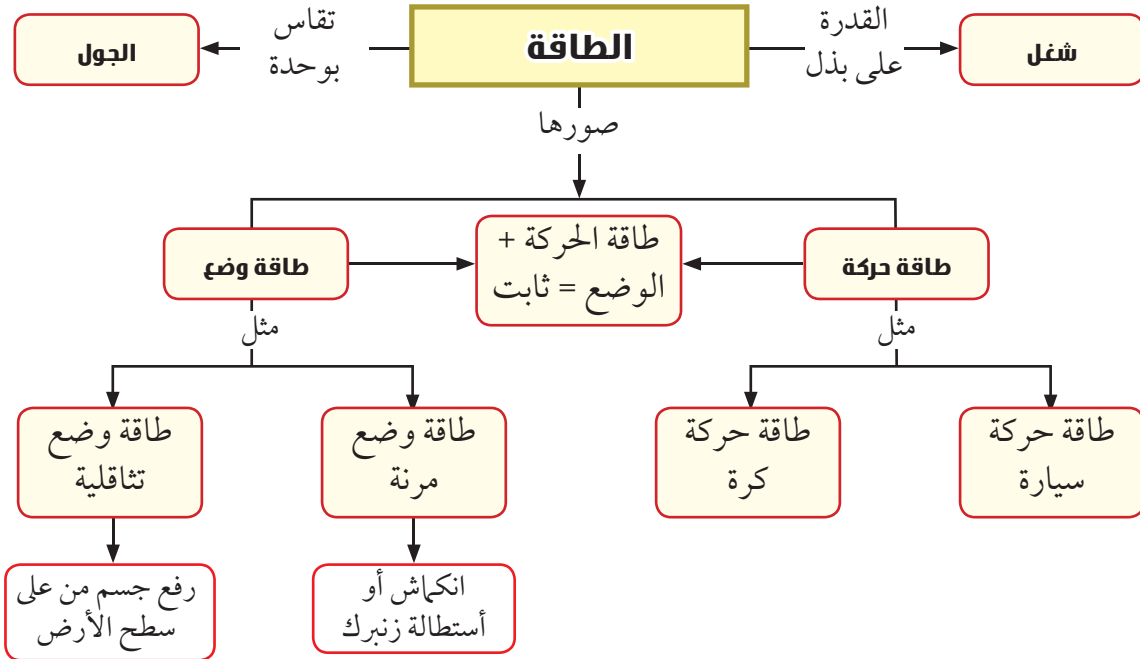 الطاقة
القدرة
على بذل
شغل
تقاس
بوحدة
الجول
صورها
طاقة حركة
طاقة الحركة +
الوضع = ثابت
طاقة وضع
مثل
مثل
طاقة حركة
سيارة
طاقة حركة
كرة
طاقة وضع
مرنة
طاقة وضع
تثاقلية
انكماش أو
أستطالة زنبرك
رفع جسم من على
سطح الأرض